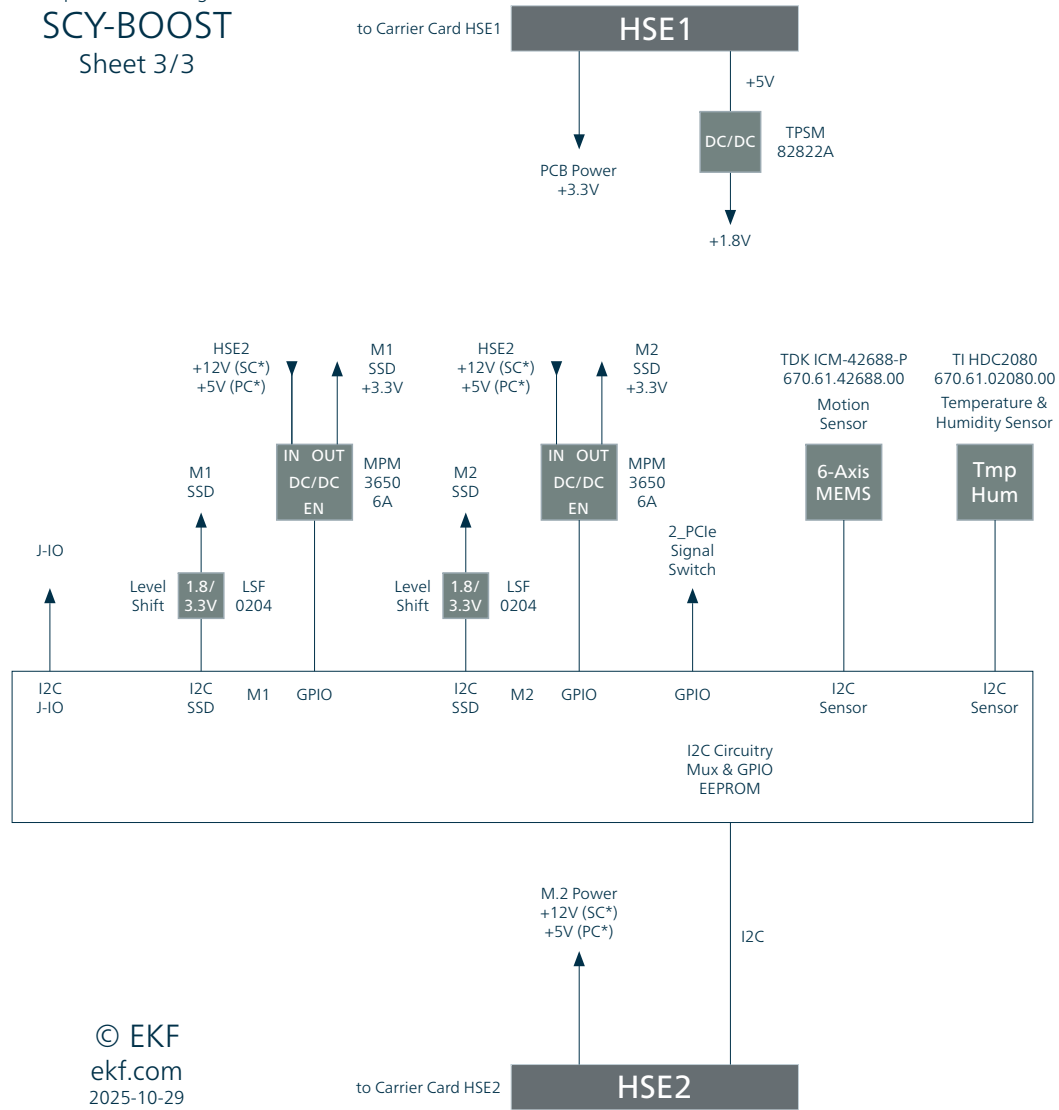 SCY-BOOST
Sheet 3/3
to Carrier Card HSE1
HSE1
+5V
DC/DC
TPSM
82822A
PCB Power
+3.3V
+1.8V
HSE2
+12V (SC*)
+5V (PC*)
M1
SSD
+3.3V
HSE2
+12V (SC*)
+5V (PC*)
M2
SSD
+3.3V
TDK ICM-42688-P
670.61.42688.00
Motion
Sensor
TI HDC2080
670.61.02080.00
Temperature &
Humidity Sensor
M1
SSD
IN OUT
DC/DC
EN
MPM
3650
6A
M2
SSD
IN OUT
DC/DC
EN
MPM
3650
6A
6-Axis
MEMS
Tmp
Hum
J-IO
Level
Shift
1.8/
3.3V
LSF
0204
Level
Shift
1.8/
3.3V
LSF
0204
2_PCIe
Signal
Switch
I2C
J-IO
I2C
SSD
M1
GPIO
I2C
SSD
M2
GPIO
GPIO
I2C
Sensor
I2C
Sensor
I2C Circuitry
Mux & GPIO
EEPROM
M.2 Power
+12V (SC*)
+5V (PC*)
I2C
© EKF
ekf.com
2025-10-29
to Carrier Card HSE2
HSE2